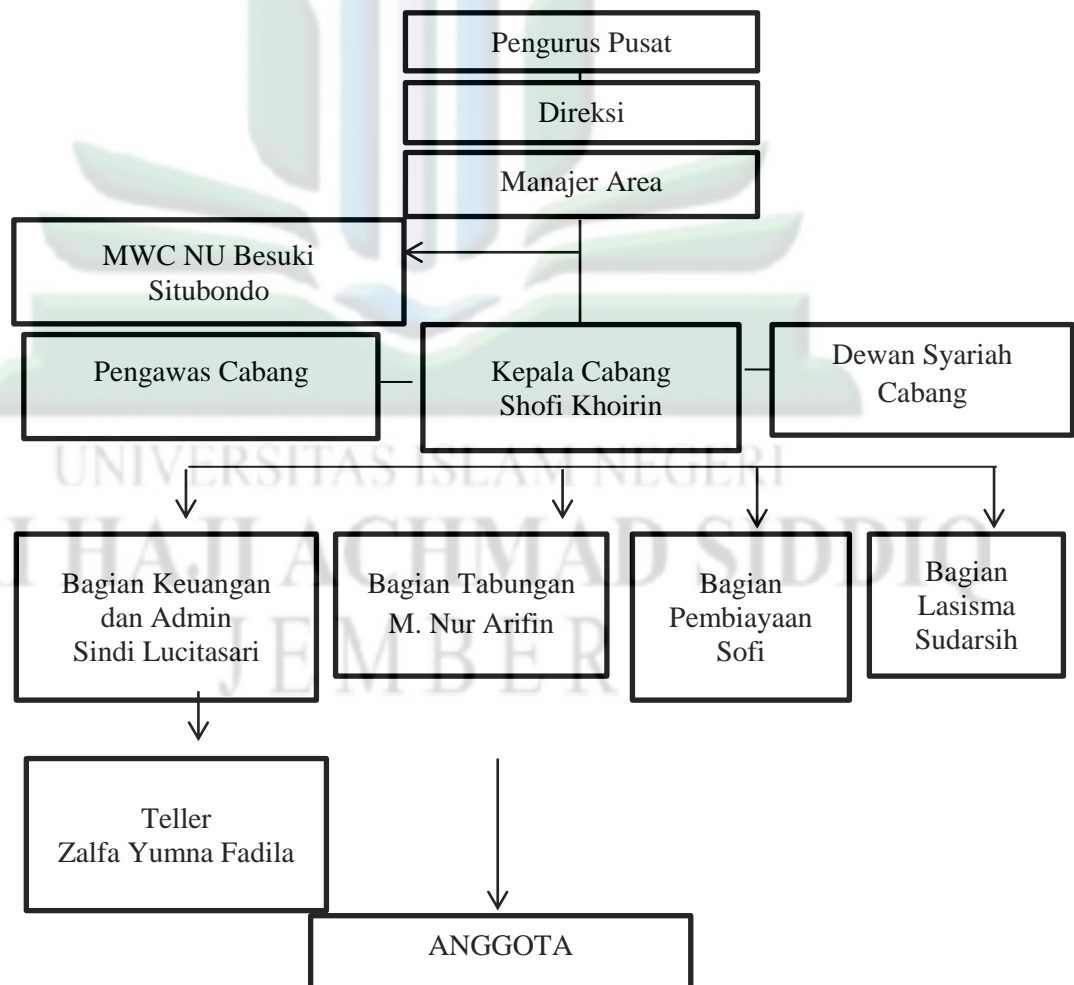 Pengurus Pusat
Direksi
Manajer Area
MWC NU Besuki
Situbondo
Pengawas Cabang
Kepala Cabang
Shofi Khoirin
Dewan Syariah
Cabang
UNIVERSITAS ISLAM NEGERI
I HAJI ACHMAD SIDDIQ
JEMBER
Bagian Keuangan
dan Admin
Sindi Lucitasari
Bagian Tabungan
M. Nur Arifin
Bagian
Pembiayaan
Sofi
Bagian
Lasisma
Sudarsih
Teller
Zalfa Yumna Fadila
ANGGOTA